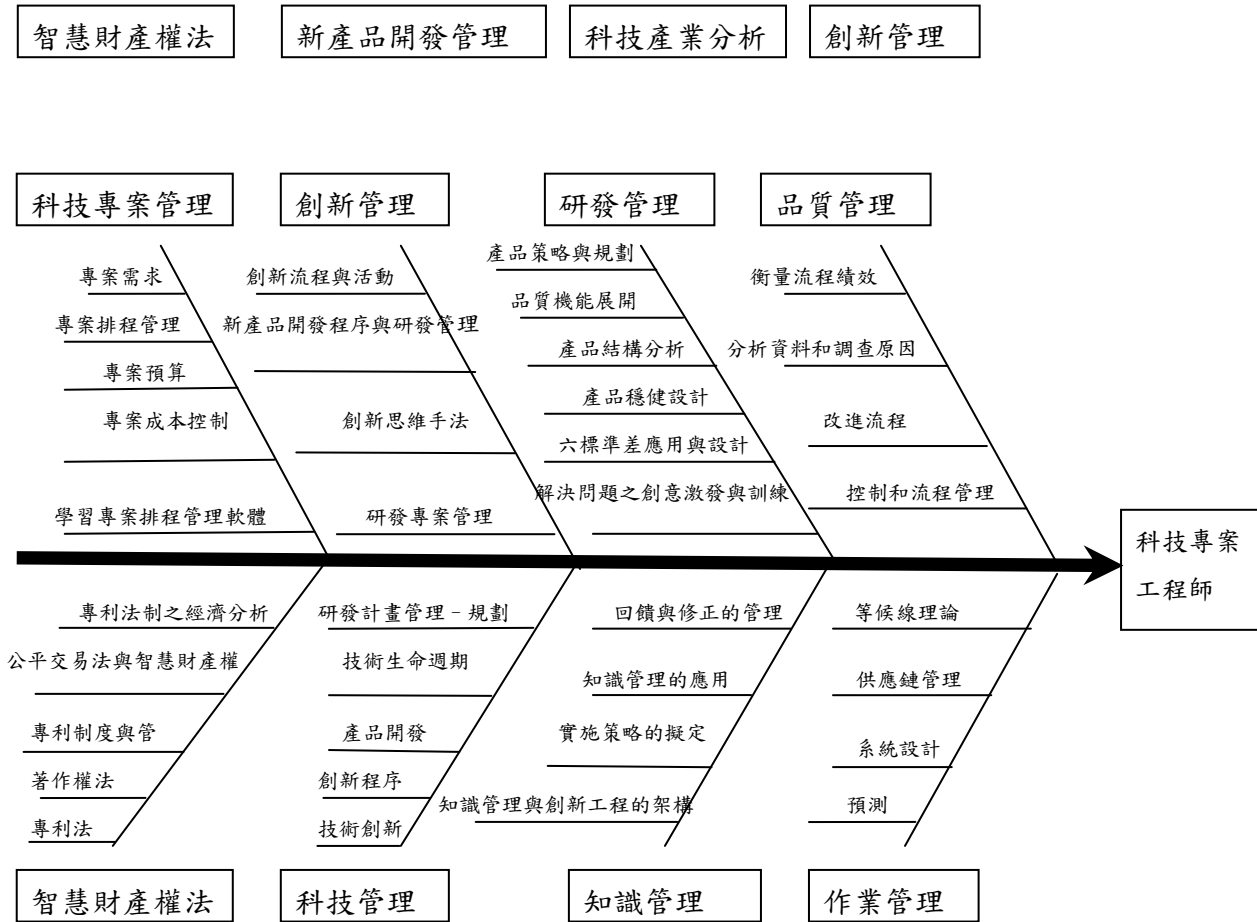 智慧財產權法
新產品開發管理
科技產業分析
創新管理
科技專案管理
創新管理
研發管理
品質管理
專案需求
專案排程管理
專案預算
專案成本控制
學習專案排程管理軟體
創新流程與活動
新產品開發程序與研發管理
創新思維手法
研發專案管理
產品策略與規劃
品質機能展開
產品結構分析
產品穩健設計
六標準差應用與設計
解決問題之創意激發與訓練
衡量流程績效
分析資料和調查原因
改進流程
控制和流程管理
科技專案
工程師
專利法制之經濟分析
公平交易法與智慧財產權
專利制度與管
著作權法
專利法
研發計畫管理–規劃
技術生命週期
產品開發
創新程序
技術創新
回饋與修正的管理
知識管理的應用
實施策略的擬定
知識管理與創新工程的架構
等候線理論
供應鏈管理
系統設計
預測
智慧財產權法
科技管理
知識管理
作業管理